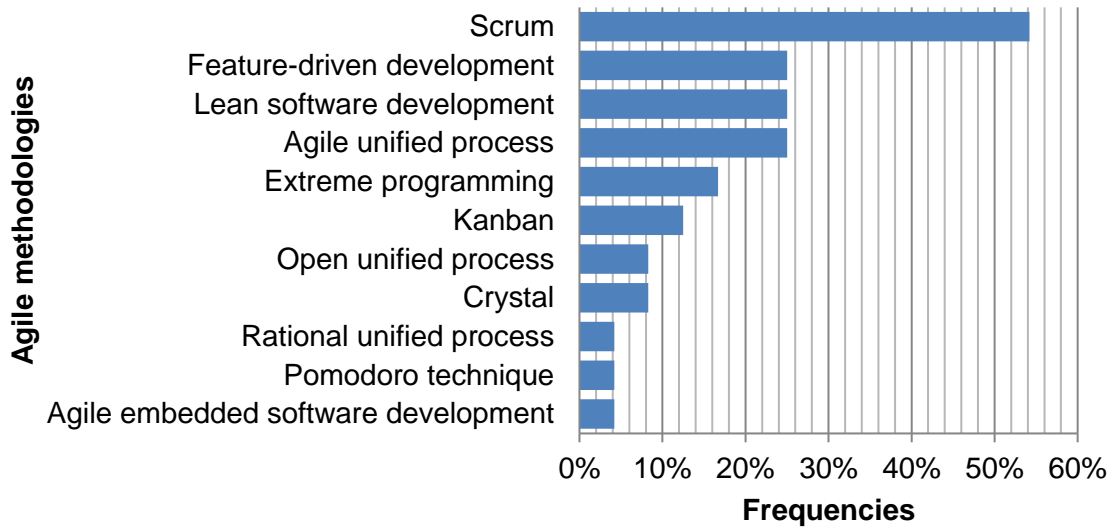 Agile methodologies
Scrum
Feature-driven development
Lean software development
Agile unified process
Extreme programming
Kanban
Open unified process
Crystal
Rational unified process
Pomodoro technique
Agile embedded software development
0% 10% 20% 30% 40% 50% 60%
Frequencies